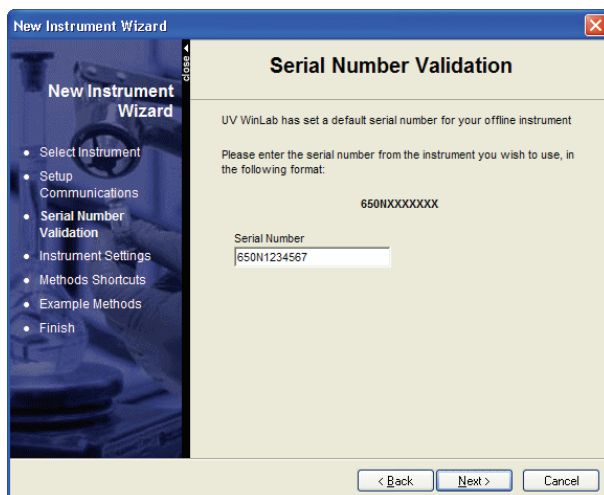 New Instrument Wizard
close
New Instrument
Wizard
Select Instrument
Setup
Communications
Serial Number
Validation
Instrument Settings
Methods Shortcuts
Example Methods
Finish
Serial Number Validation
UV WinLab has set a default serial number for your offline instrument
Please enter the serial number from the instrument you wish to use, in
the following format:
650NXXXXXXX
Serial Number
650N1234567
< Back
Next >
Cancel